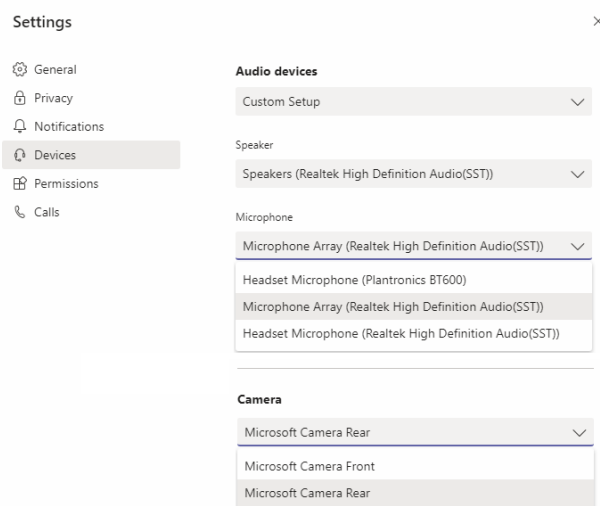 Settings
General
Privacy
Notifications
Devices
Permissions
Calls
Audio devices
Custom Setup
Speaker
Speakers (Realtek High Definition Audio(SST))
Microphone
Microphone Array (Realtek High Definition Audio(SST))
Headset Microphone (Plantronics BT600)
Microphone Array (Realtek High Definition Audio(SST))
Headset Microphone (Realtek High Definition Audio(SST))
Camera
Microsoft Camera Rear
Microsoft Camera Front
Microsoft Camera Rear